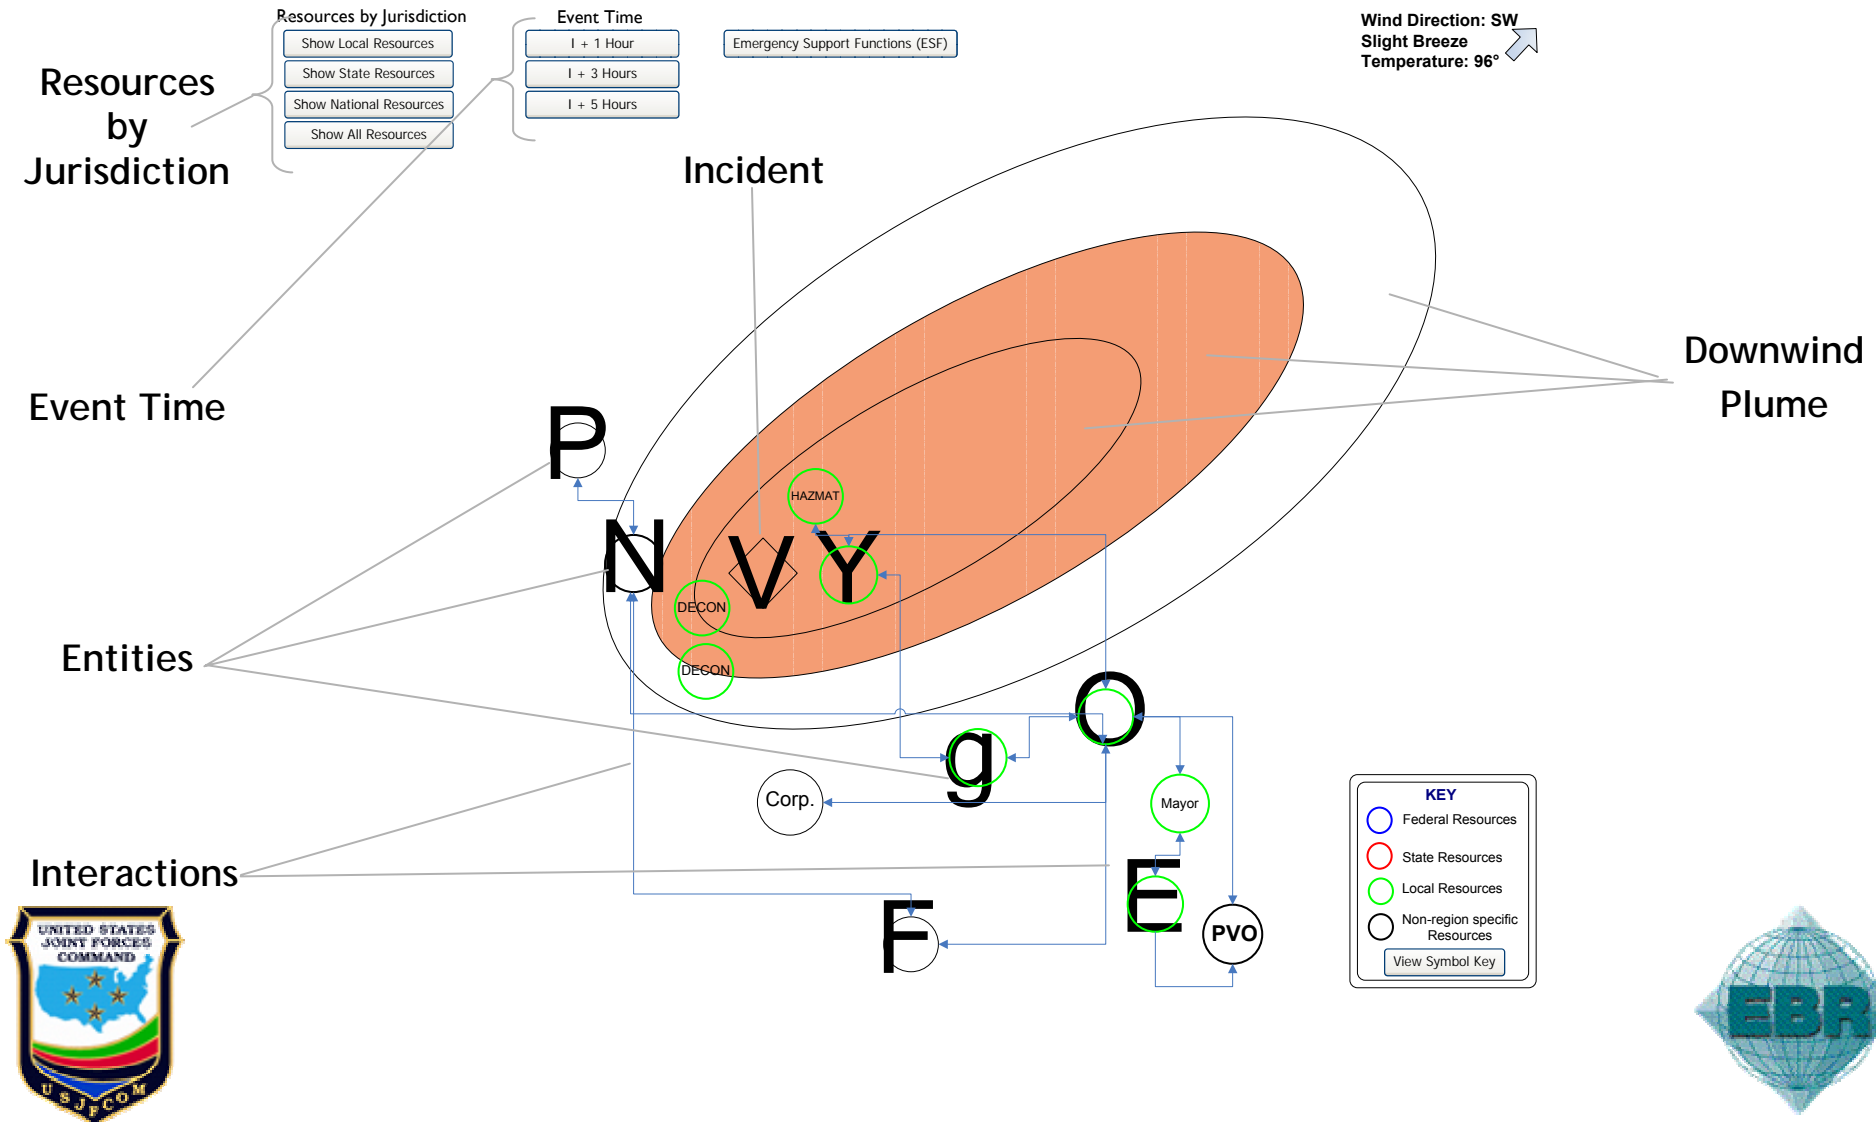 Resources by Jurisdiction
Show Local Resources
Show State Resources
Show National Resources
Show All Resources
Event Time
I + 1 Hour
I + 3 Hours
I + 5 Hours
Emergency Support Functions (ESF)
Wind Direction: SW
Slight Breeze
Temperature: 96°
Resources
by
Jurisdiction
Incident
Downwind
Plume
Event Time
P
HAZMAT
N
V
Y
DECON
DECON
Entities
O
g
Corp.
Mayor
Interactions
E
F
PVO
KEY
Federal Resources
State Resources
Local Resources
Non-region specific
Resources
View Symbol Key
UNITED STATES
JOINT FORCES
COMMAND
USJFCOM
EBR